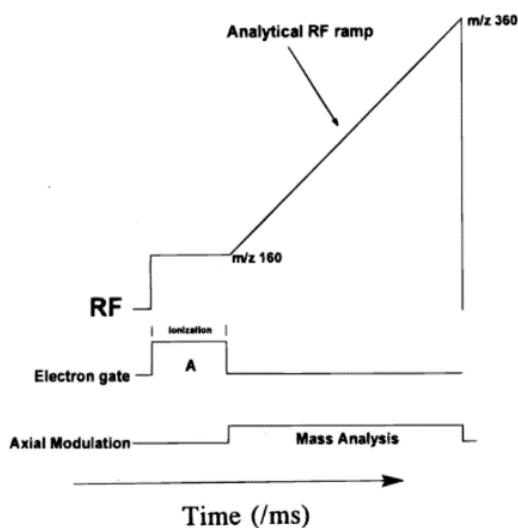 Analytical RF ramp
m/z 360
m/z 160
RF
Ionization
A
Electron gate
Axial Modulation
Mass Analysis
Time (/ms)